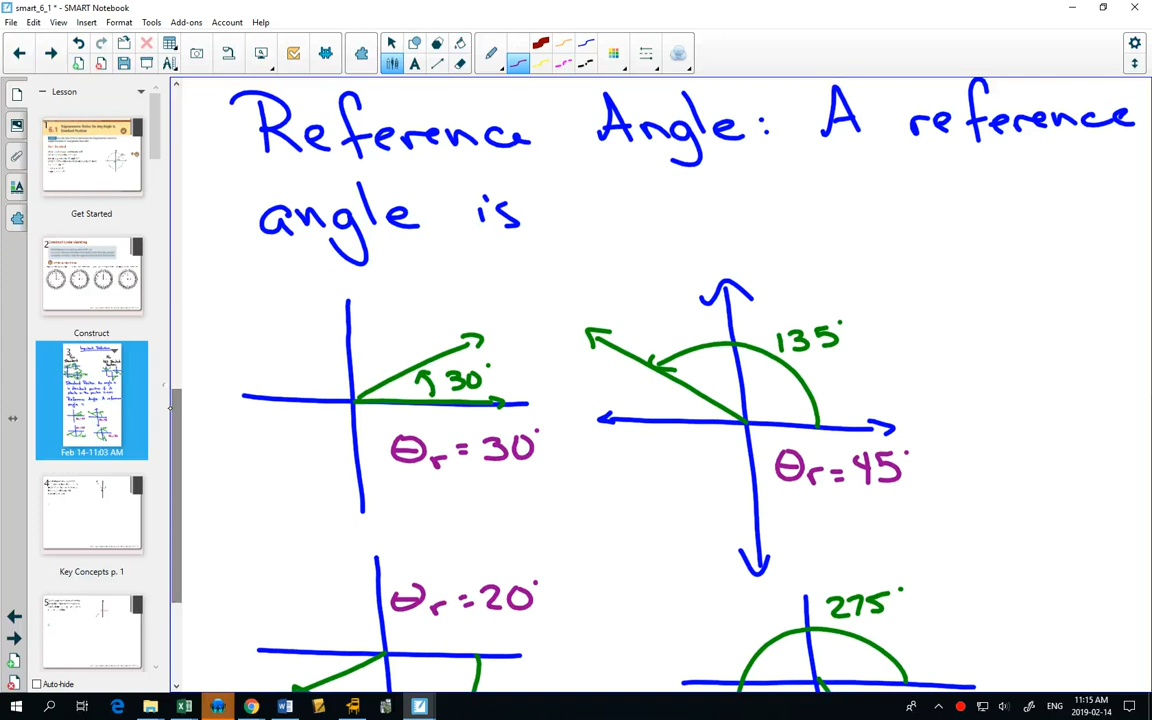 smart_6_1 * - SMART Notebook
File Edit View Insert Format Tools Add-ons Account Help
Lesson
Get Started
Construct
Feb 14-11:03 AM
Key Concepts p. 1
Auto-hide
Reference Angle: A reference
angle is
30°
θr = 30°
135°
θr = 45°
θr = 20°
275°
ENG
11:15 AM
2019-02-14